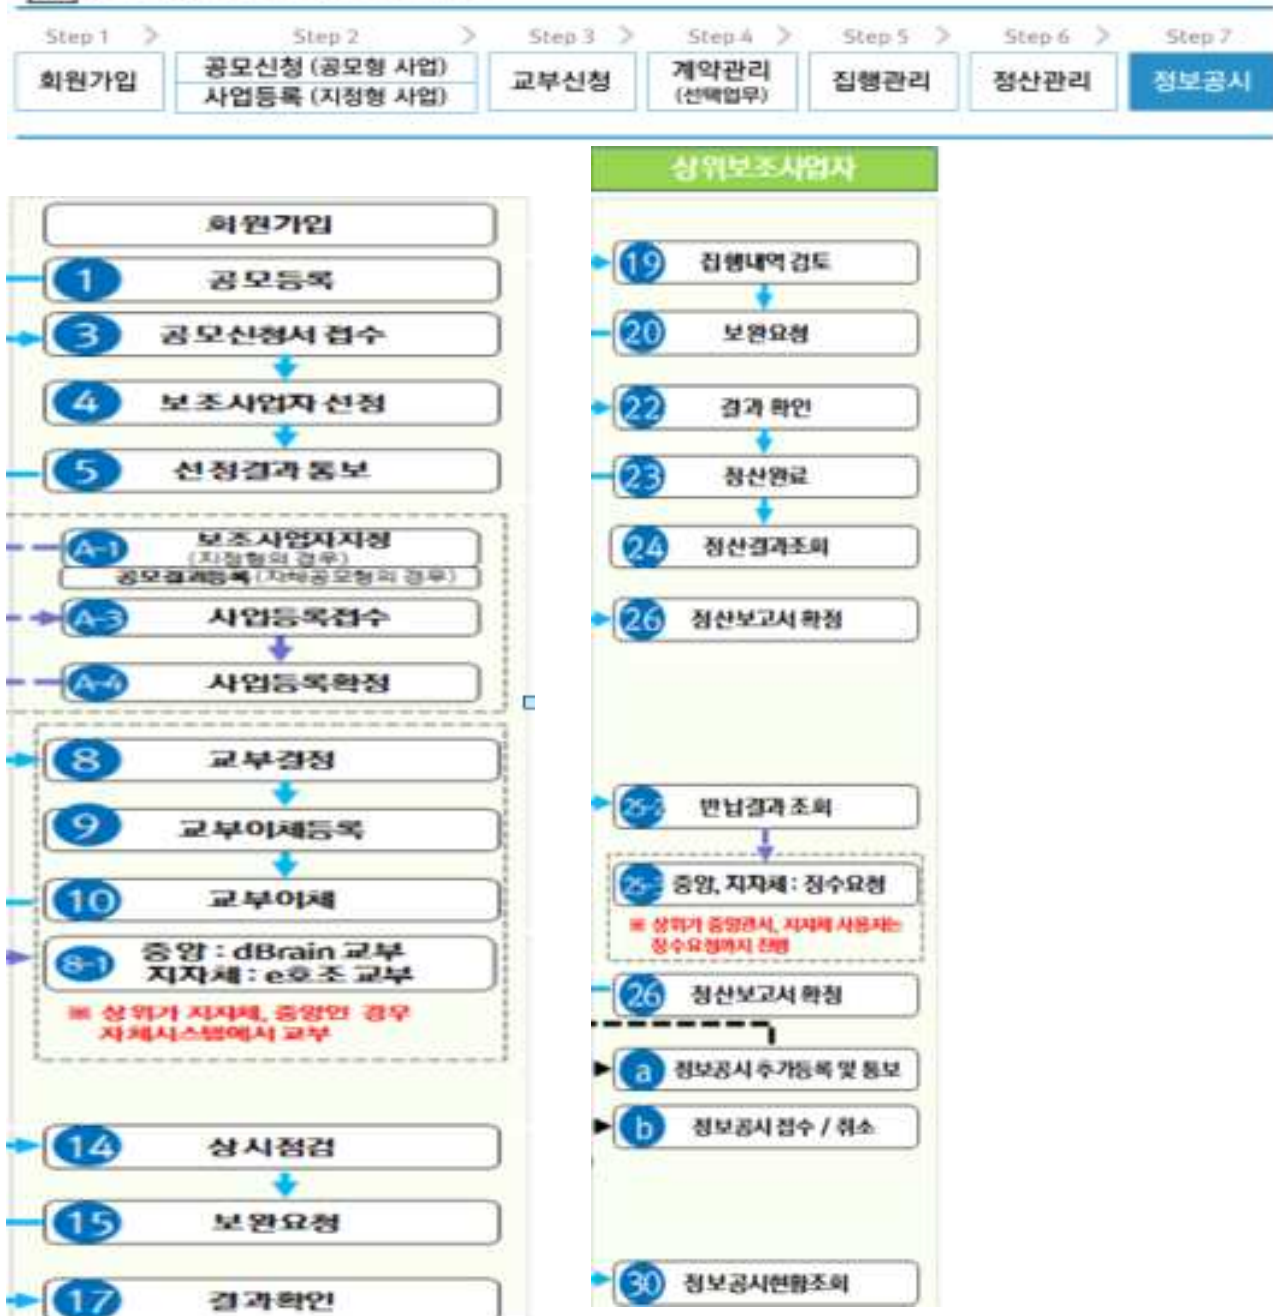 Step 1 > Step 2 > Step 3 > Step 4 > Step 5 > Step 6 > Step 7
회원가입
공모신청 (공모형 사업)
사업등록 (지정형 사업)
교부신청
계약관리
(선택업무)
집행관리
정산관리
정보공시
회원가입
1 공모등록
3 공모신청서 접수
4 보조사업자 선정
5 선정결과 통보
A-1 보조사업자지정
(지정형의 경우)
공모결과등록 (자체공모형의 경우)
A-3 사업등록접수
A-4 사업등록확정
8 교부결정
9 교부이체등록
10 교부이체
8-1 중앙 : dBrain 교부
지자체 : e호조 교부
※ 상위가 지자체, 중앙인 경우
자체시스템에서 교부
14 상시점검
15 보완요청
17 결과확인
상위보조사업자
19 집행내역 검토
20 보완요청
22 결과 확인
23 정산완료
24 정산결과조회
26 정산보고서 확정
25-2 반납결과 조회
25- 중앙, 지자체 : 징수요청
※ 상위가 중앙관서, 지자체 사용자는
징수요청까지 진행
26 정산보고서 확정
a 정보공시 추가등록 및 통보
b 정보공시 접수 / 취소
30 정보공시현황조회